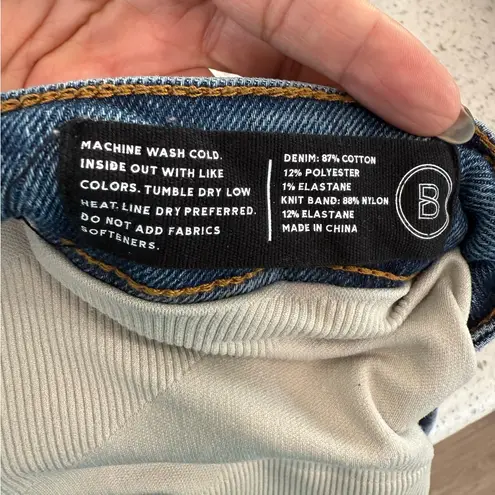 MACHINE WASH COLD.
INSIDE OUT WITH LIKE
COLORS. TUMBLE DRY LOW
HEAT. LINE DRY PREFERRED.
DO NOT ADD FABRICS
SOFTENERS.
DENIM: 87% COTTON
12% POLYESTER
1% ELASTANE
KNIT BAND: 88% NYLON
12% ELASTANE
MADE IN CHINA
B